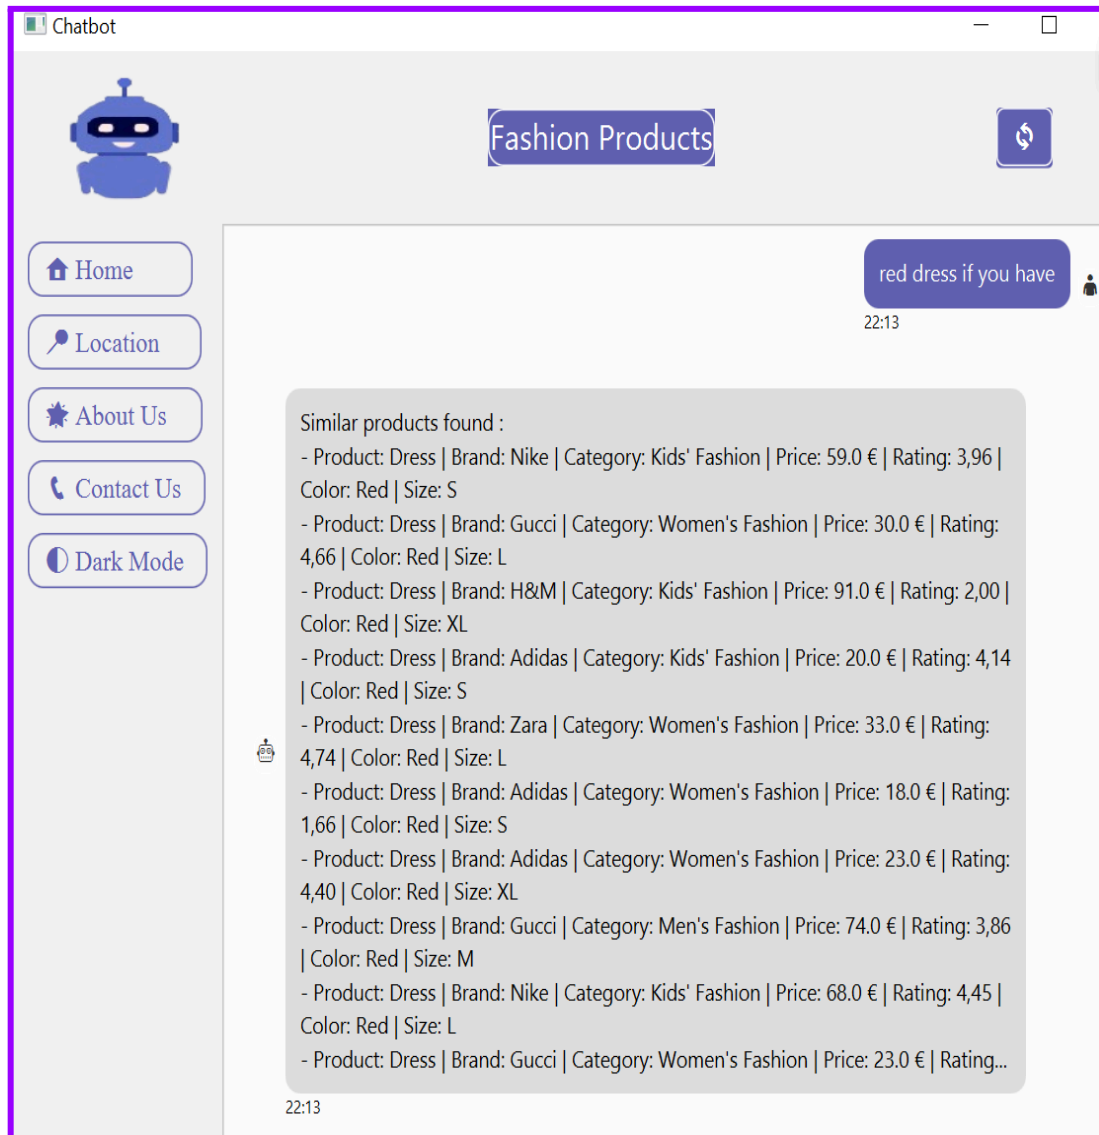 Chatbot
Fashion Products
Home
Location
About Us
Contact Us
Dark Mode
red dress if you have
22:13
Similar products found :
- Product: Dress | Brand: Nike | Category: Kids' Fashion | Price: 59.0 € | Rating: 3,96 |
Color: Red | Size: S
- Product: Dress | Brand: Gucci | Category: Women's Fashion | Price: 30.0 € | Rating:
4,66 | Color: Red | Size: L
- Product: Dress | Brand: H&M | Category: Kids' Fashion | Price: 91.0 € | Rating: 2,00 |
Color: Red | Size: XL
- Product: Dress | Brand: Adidas | Category: Kids' Fashion | Price: 20.0 € | Rating: 4,14
| Color: Red | Size: S
- Product: Dress | Brand: Zara | Category: Women's Fashion | Price: 33.0 € | Rating:
4,74 | Color: Red | Size: L
- Product: Dress | Brand: Adidas | Category: Women's Fashion | Price: 18.0 € | Rating:
1,66 | Color: Red | Size: S
- Product: Dress | Brand: Adidas | Category: Women's Fashion | Price: 23.0 € | Rating:
4,40 | Color: Red | Size: XL
- Product: Dress | Brand: Gucci | Category: Men's Fashion | Price: 74.0 € | Rating: 3,86
| Color: Red | Size: M
- Product: Dress | Brand: Nike | Category: Kids' Fashion | Price: 68.0 € | Rating: 4,45 |
Color: Red | Size: L
- Product: Dress | Brand: Gucci | Category: Women's Fashion | Price: 23.0 € | Rating...
22:13